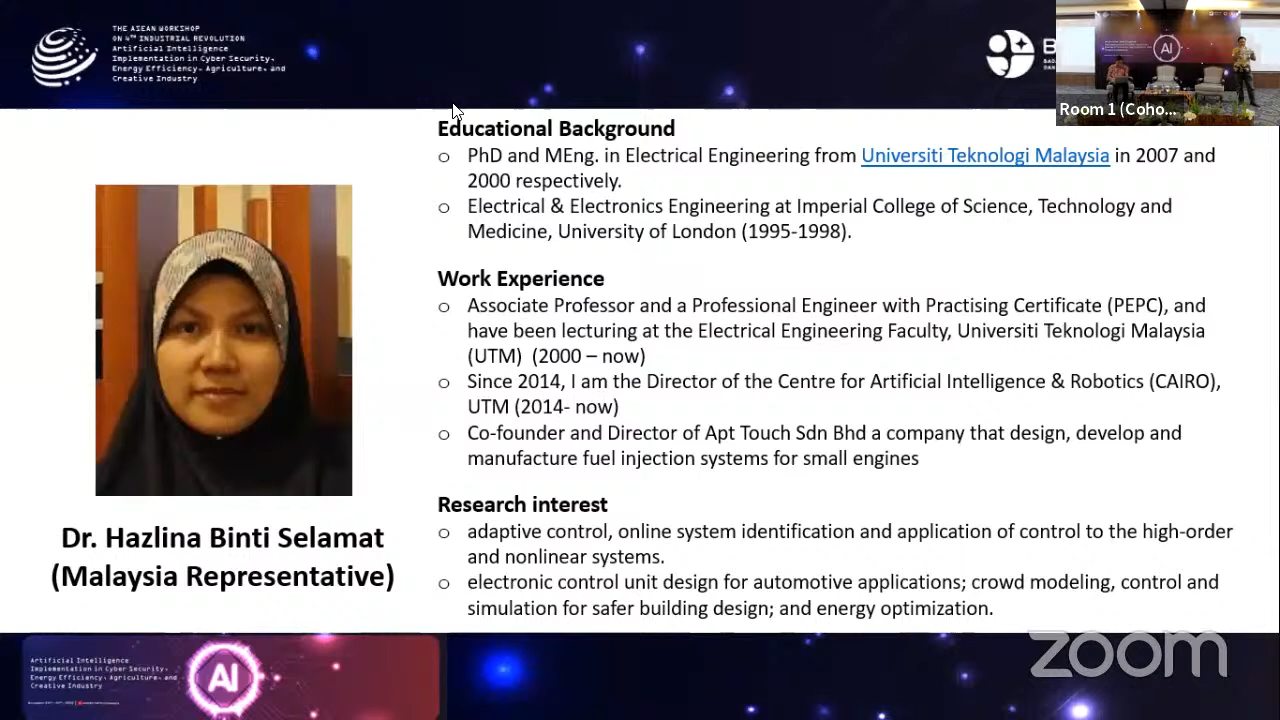 THE ASEAN WORKSHOP
ON 4TH INDUSTRIAL REVOLUTION
Artificial Intelligence
Implementation in Cyber Security,
Energy Efficiency, Agriculture, and
Creative Industry
B
Room 1 (Coho...
AI
Educational Background
o PhD and MEng. in Electrical Engineering from Universiti Teknologi Malaysia in 2007 and
2000 respectively.
o Electrical & Electronics Engineering at Imperial College of Science, Technology and
Medicine, University of London (1995-1998).
Work Experience
o Associate Professor and a Professional Engineer with Practising Certificate (PEPC), and
have been lecturing at the Electrical Engineering Faculty, Universiti Teknologi Malaysia
(UTM) (2000 – now)
o Since 2014, I am the Director of the Centre for Artificial Intelligence & Robotics (CAIRO),
UTM (2014- now)
o Co-founder and Director of Apt Touch Sdn Bhd a company that design, develop and
manufacture fuel injection systems for small engines
Research interest
o adaptive control, online system identification and application of control to the high-order
and nonlinear systems.
o electronic control unit design for automotive applications; crowd modeling, control and
simulation for safer building design; and energy optimization.
Dr. Hazlina Binti Selamat
(Malaysia Representative)
Artificial Intelligence
Implementation in Cyber Security,
Energy Efficiency, Agriculture, and
Creative Industry
AI
zoom